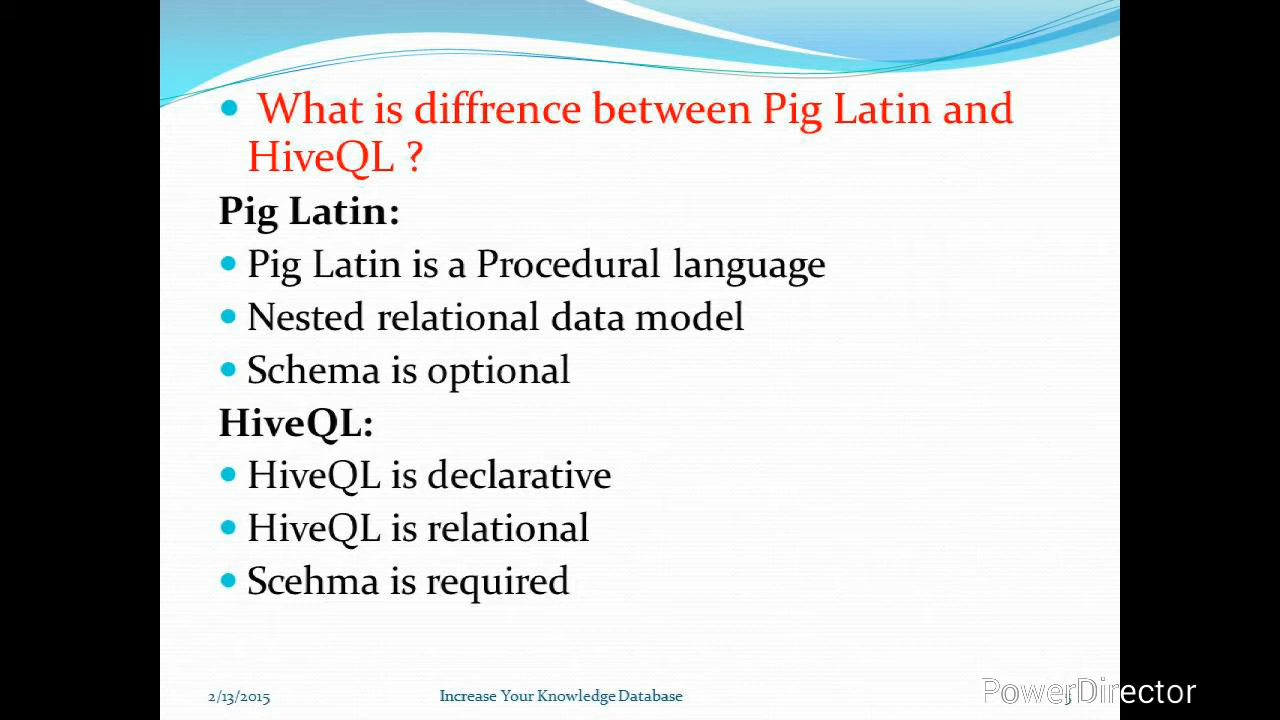 What is diffrence between Pig Latin and
HiveQL ?
Pig Latin:
Pig Latin is a Procedural language
Nested relational data model
Schema is optional
HiveQL:
HiveQL is declarative
HiveQL is relational
Scehma is required
2/13/2015 Increase Your Knowledge Database
PowerDirector